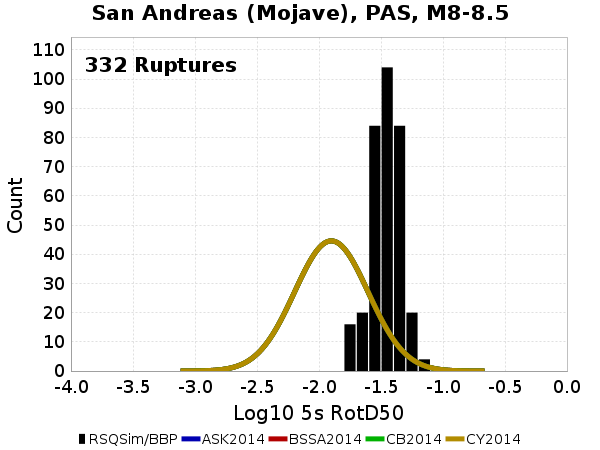 San Andreas (Mojave), PAS, M8-8.5
332 Ruptures
Count
110
100
90
80
70
60
50
40
30
20
10
0
-4.0 -3.5 -3.0 -2.5 -2.0 -1.5 -1.0 -0.5 0.0
Log10 5s RotD50
RSQSim/BBP ASK2014 BSSA2014 CB2014 CY2014